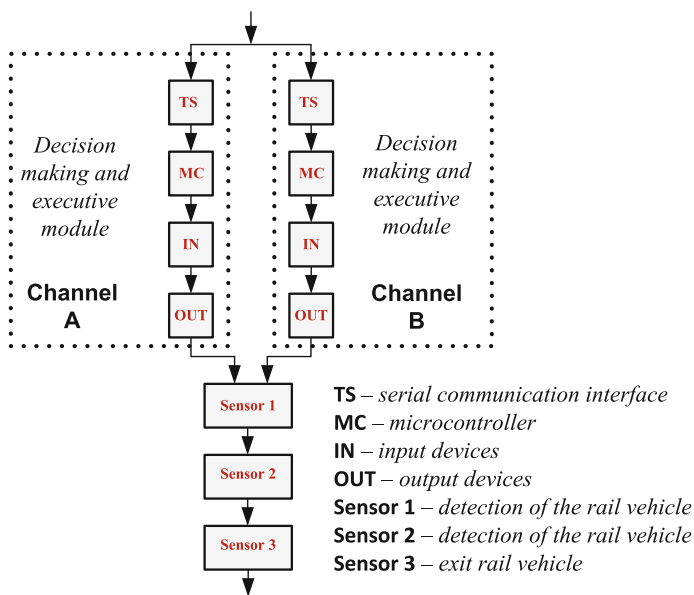 TS
MC
IN
OUT
Decision
making and
executive
module
Channel
A
TS
MC
IN
OUT
Decision
making and
executive
module
Channel
B
Sensor 1
Sensor 2
Sensor 3
TS – serial communication interface
MC – microcontroller
IN – input devices
OUT – output devices
Sensor 1 – detection of the rail vehicle
Sensor 2 – detection of the rail vehicle
Sensor 3 – exit rail vehicle